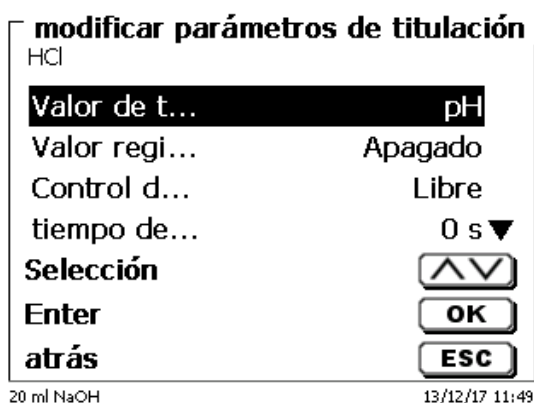 modificar parámetros de titulación
HCl
Valor de t... pH
Valor regi... Apagado
Control d... Libre
tiempo de... 0 s
Selección
Enter OK
atrás ESC
20 ml NaOH 13/12/17 11:49